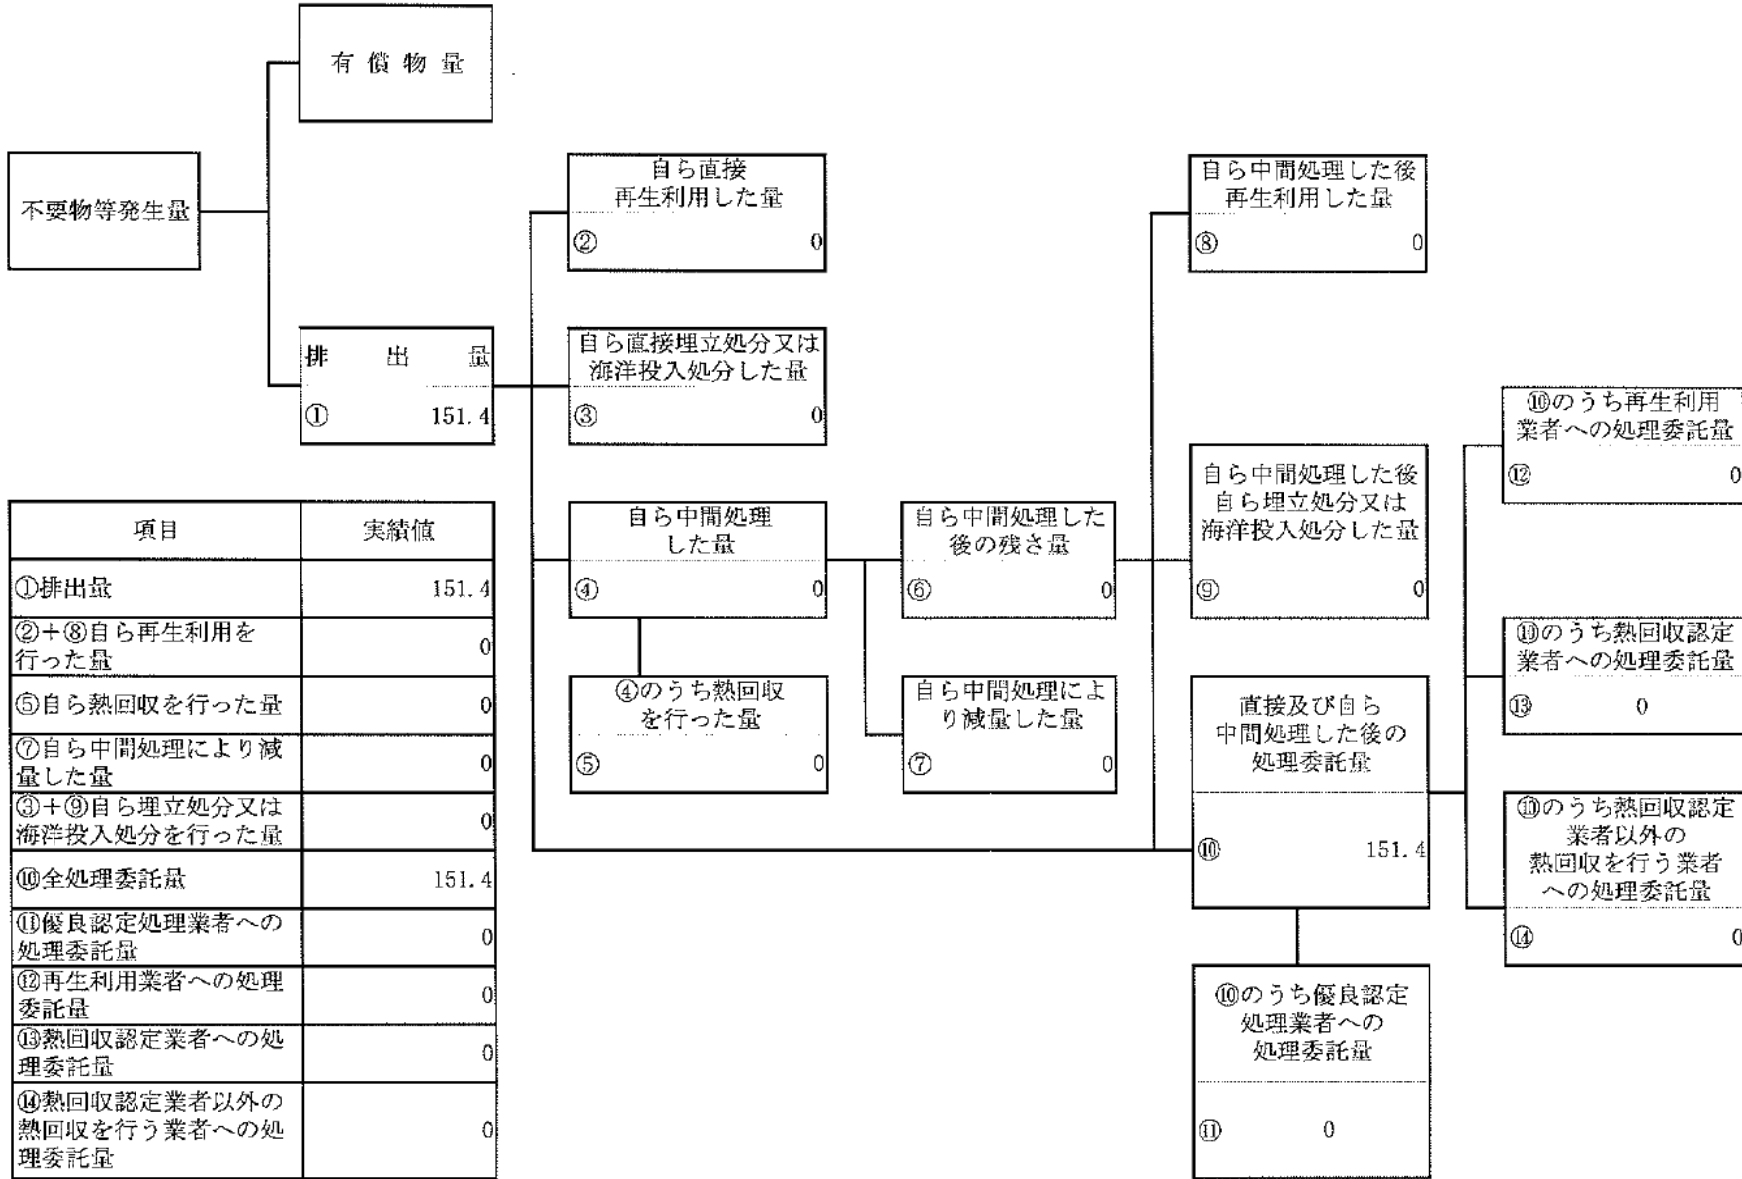 有償物量
不要物等発生量
排出量
① 151.4
自ら直接
再生利用した量
② 0
自ら直接埋立処分又は
海洋投入処分した量
③ 0
自ら中間処理
した量
④ 0
④のうち熱回収
を行った量
⑤ 0
自ら中間処理した
後の残さ量
⑥ 0
自ら中間処理によ
り減量した量
⑦ 0
自ら中間処理した後
再生利用した量
⑧ 0
自ら中間処理した後
自ら埋立処分又は
海洋投入処分した量
⑨ 0
直接及び自ら
中間処理した後の
処理委託量
⑩ 151.4
⑩のうち優良認定
処理業者への
処理委託量
⑪ 0
⑩のうち再生利用
業者への処理委託量
⑫ 0
⑩のうち熱回収認定
業者への処理委託量
⑬ 0
⑩のうち熱回収認定
業者以外の
熱回収を行う業者
への処理委託量
⑭ 0
項目 実績値
①排出量 151.4
②+⑧自ら再生利用を
行った量 0
⑤自ら熱回収を行った量 0
⑦自ら中間処理により減
量した量 0
③+⑨自ら埋立処分又は
海洋投入処分を行った量 0
⑩全処理委託量 151.4
⑪優良認定処理業者への
処理委託量 0
⑫再生利用業者への処理
委託量 0
⑬熱回収認定業者への処
理委託量 0
⑭熱回収認定業者以外の
熱回収を行う業者への処
理委託量 0